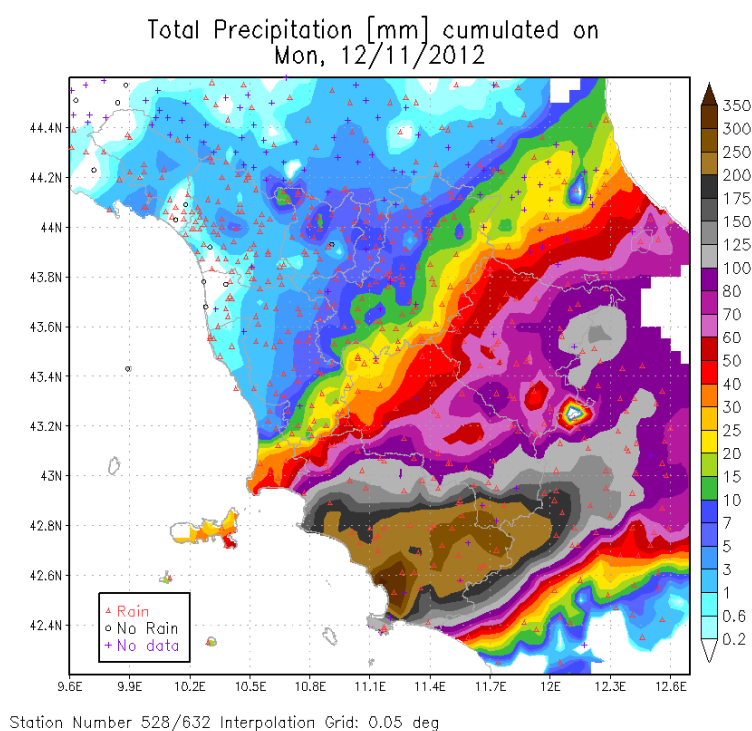 Total Precipitation [mm] cumulated on
Mon, 12/11/2012
44.4N
44.2N
44N
43.8N
43.6N
43.4N
43.2N
43N
42.8N
42.6N
42.4N
Rain
No Rain
No data
9.6E 9.9E 10.2E 10.5E 10.8E 11.1E 11.4E 11.7E 12E 12.3E 12.6E
350
300
250
200
175
150
125
100
80
70
60
50
40
30
25
20
15
10
7
5
3
1
0.6
0.2
Station Number 528/632 Interpolation Grid: 0.05 deg